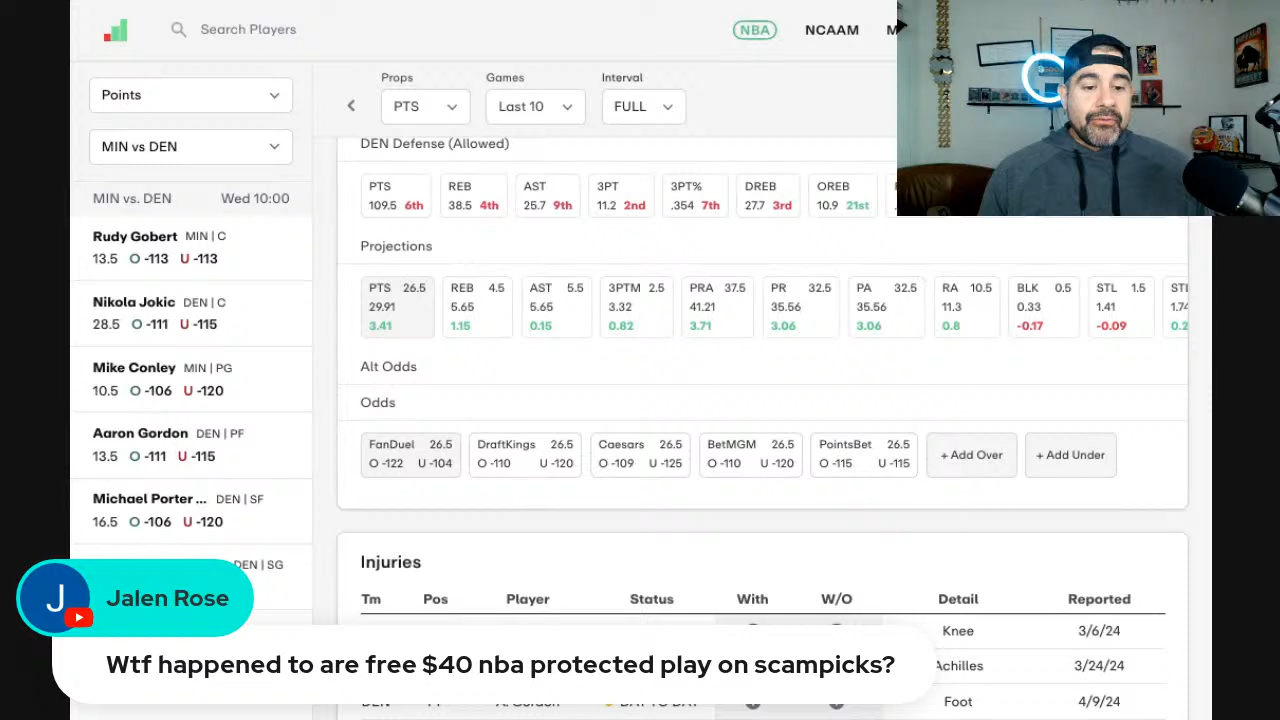 Search Players
NBA NCAAM M
Points
MIN vs DEN
Props Games Interval
PTS Last 10 FULL
MIN vs. DEN Wed 10:00
Rudy Gobert MIN | C
13.5 O -113 U -113
Nikola Jokic DEN | C
28.5 O -111 U -115
Mike Conley MIN | PG
10.5 O -106 U -120
Aaron Gordon DEN | PF
13.5 O -111 U -115
Michael Porter ... DEN | SF
16.5 O -106 U -120
DEN | SG
DEN Defense (Allowed)
PTS REB AST 3PT 3PT% DREB OREB
109.5 6th 38.5 4th 25.7 9th 11.2 2nd .354 7th 27.7 3rd 10.9 21st
Projections
PTS 26.5 REB 4.5 AST 5.5 3PTM 2.5 PRA 37.5 PR 32.5 PA 32.5 RA 10.5 BLK 0.5 STL 1.5
29.91 5.65 5.65 3.32 41.21 35.56 35.56 11.3 0.33 1.41 1.74
3.41 1.15 0.15 0.82 3.71 3.06 3.06 0.8 -0.17 -0.09 0.2
Alt Odds
Odds
FanDuel 26.5 DraftKings 26.5 Caesars 26.5 BetMGM 26.5 PointsBet 26.5 + Add Over + Add Under
O -122 U -104 O -110 U -120 O -109 U -125 O -110 U -120 O -115 U -115
Injuries
Tm Pos Player Status With W/O Detail Reported
Knee 3/6/24
Achilles 3/24/24
Foot 4/9/24
J Jalen Rose
Wtf happened to are free $40 nba protected play on scampicks?